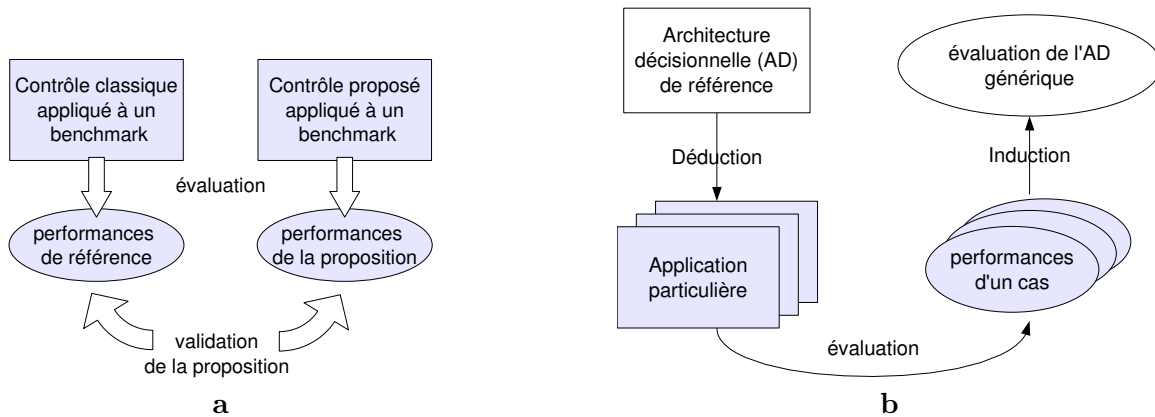 Contrôle classique
appliqué à un
benchmark
Contrôle proposé
appliqué à un
benchmark
évaluation
performances
de référence
performances
de la proposition
validation
de la proposition
a
Architecture
décisionnelle (AD)
de référence
évaluation de l'AD
générique
Déduction
Induction
Application
particulière
performances
d'un cas
évaluation
b